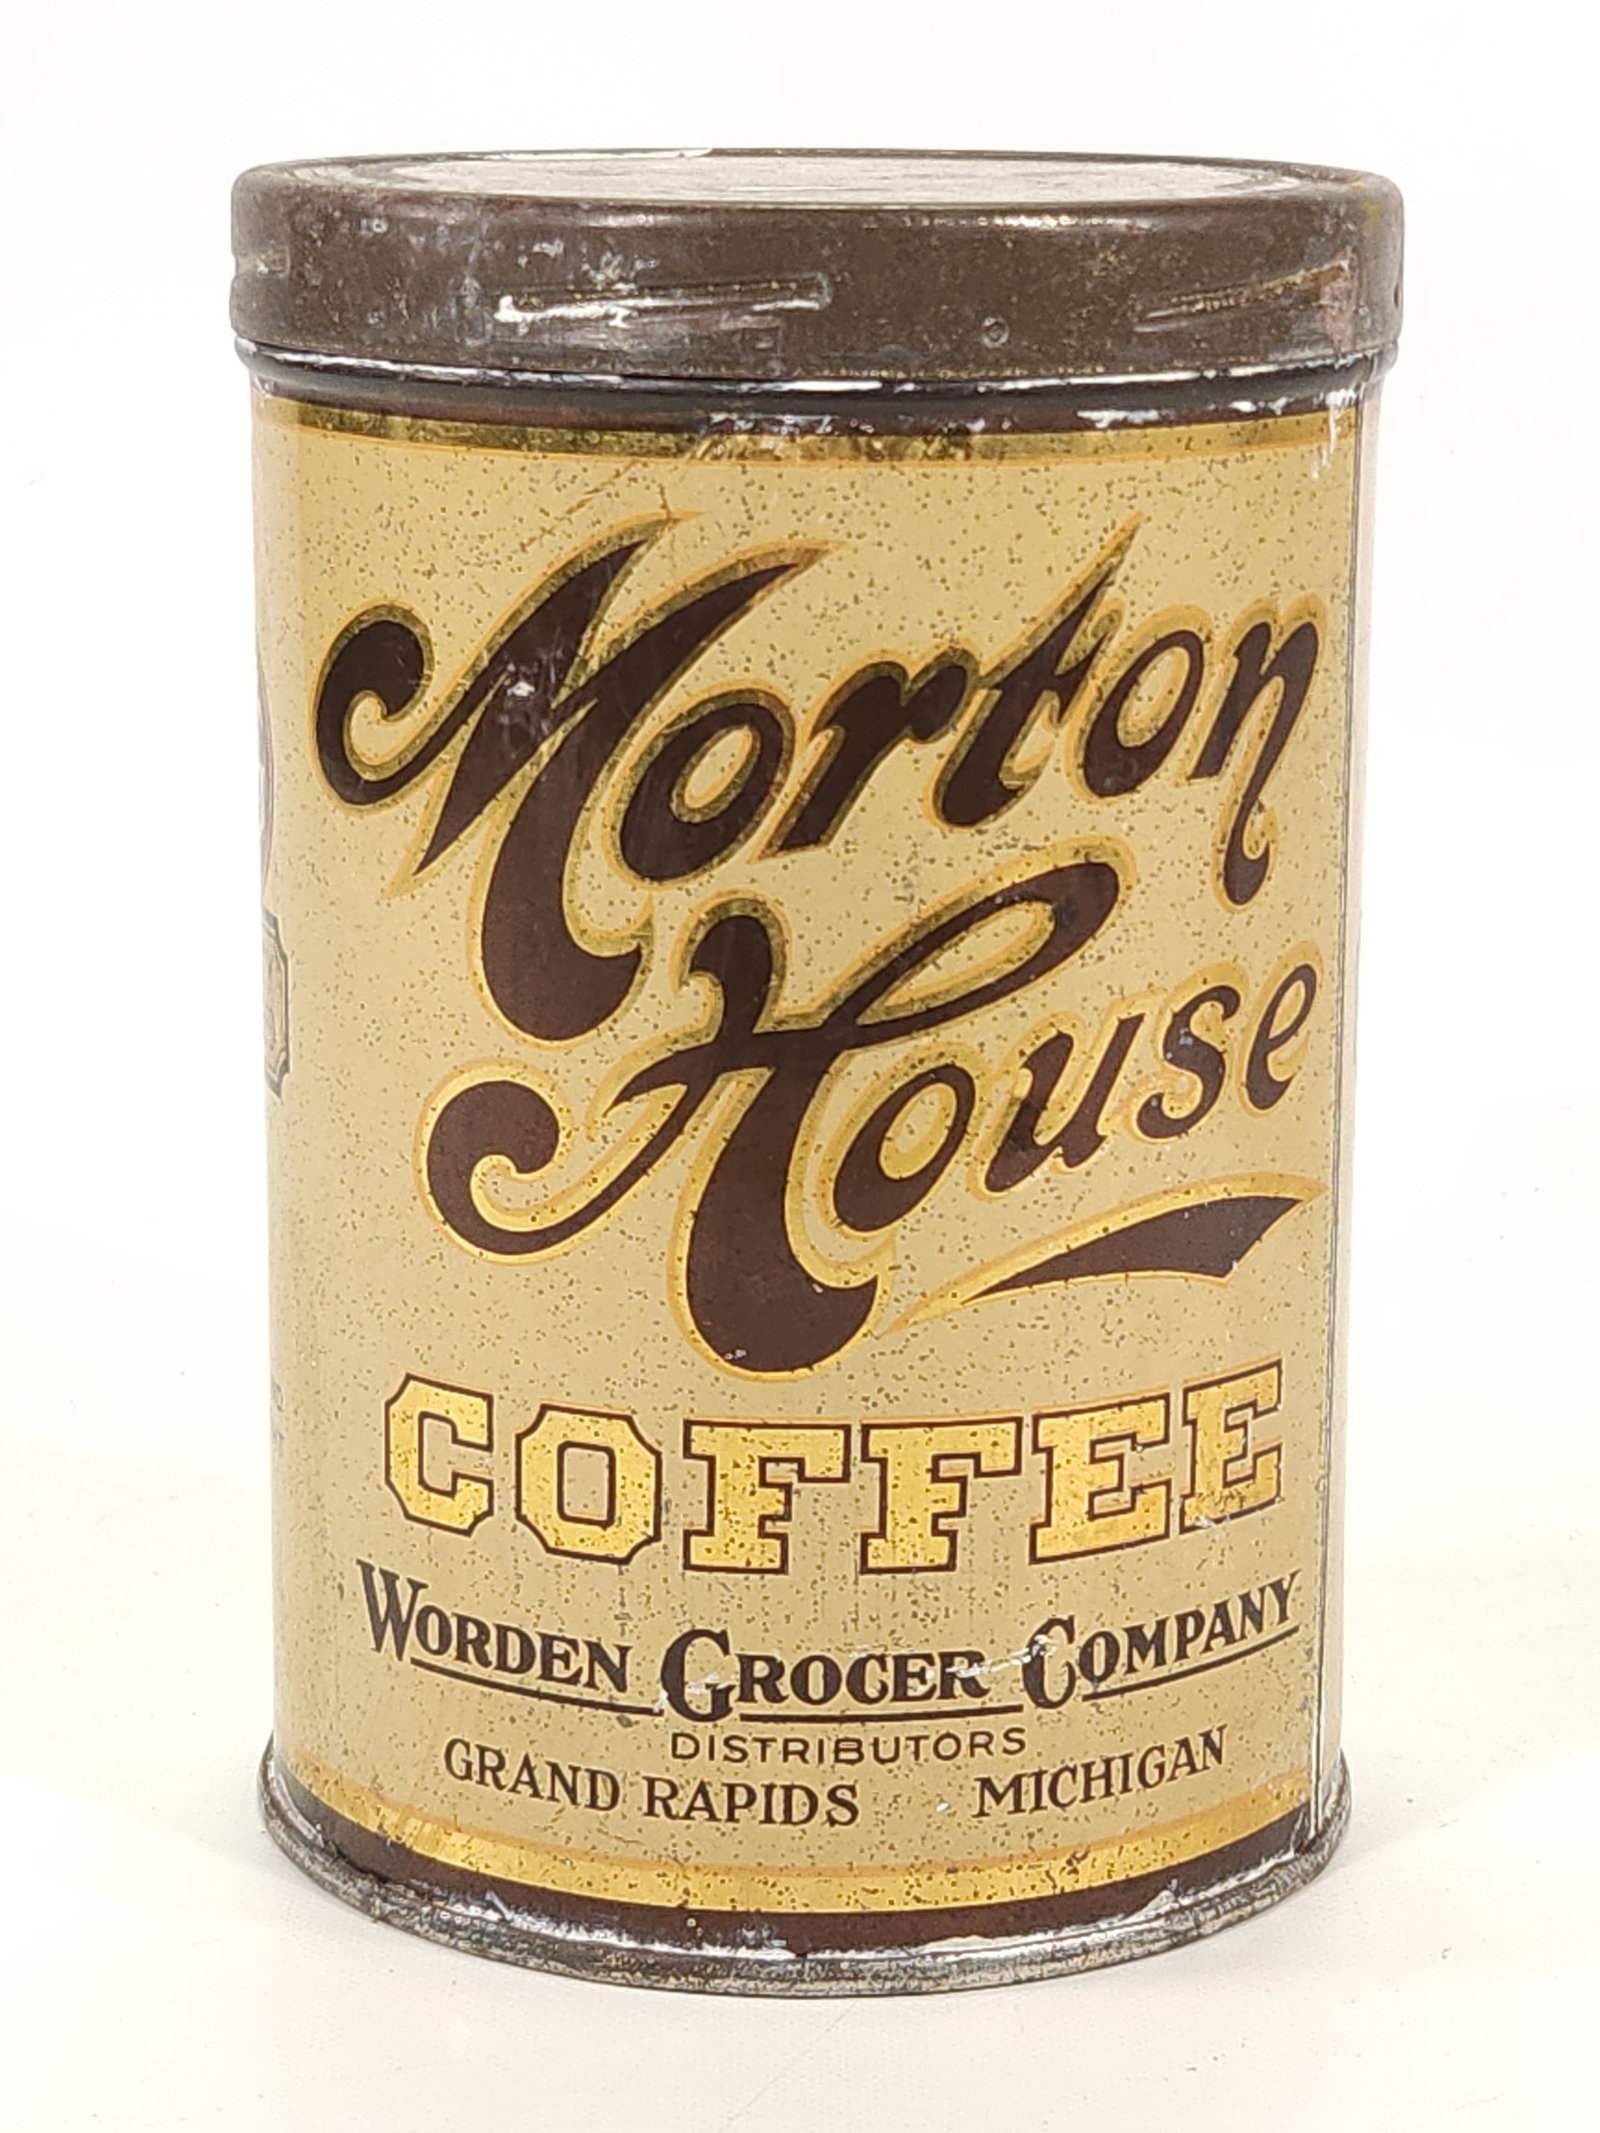 Morton
House
COFFEE
WORDEN GROCER COMPANY
DISTRIBUTORS
GRAND RAPIDS MICHIGAN